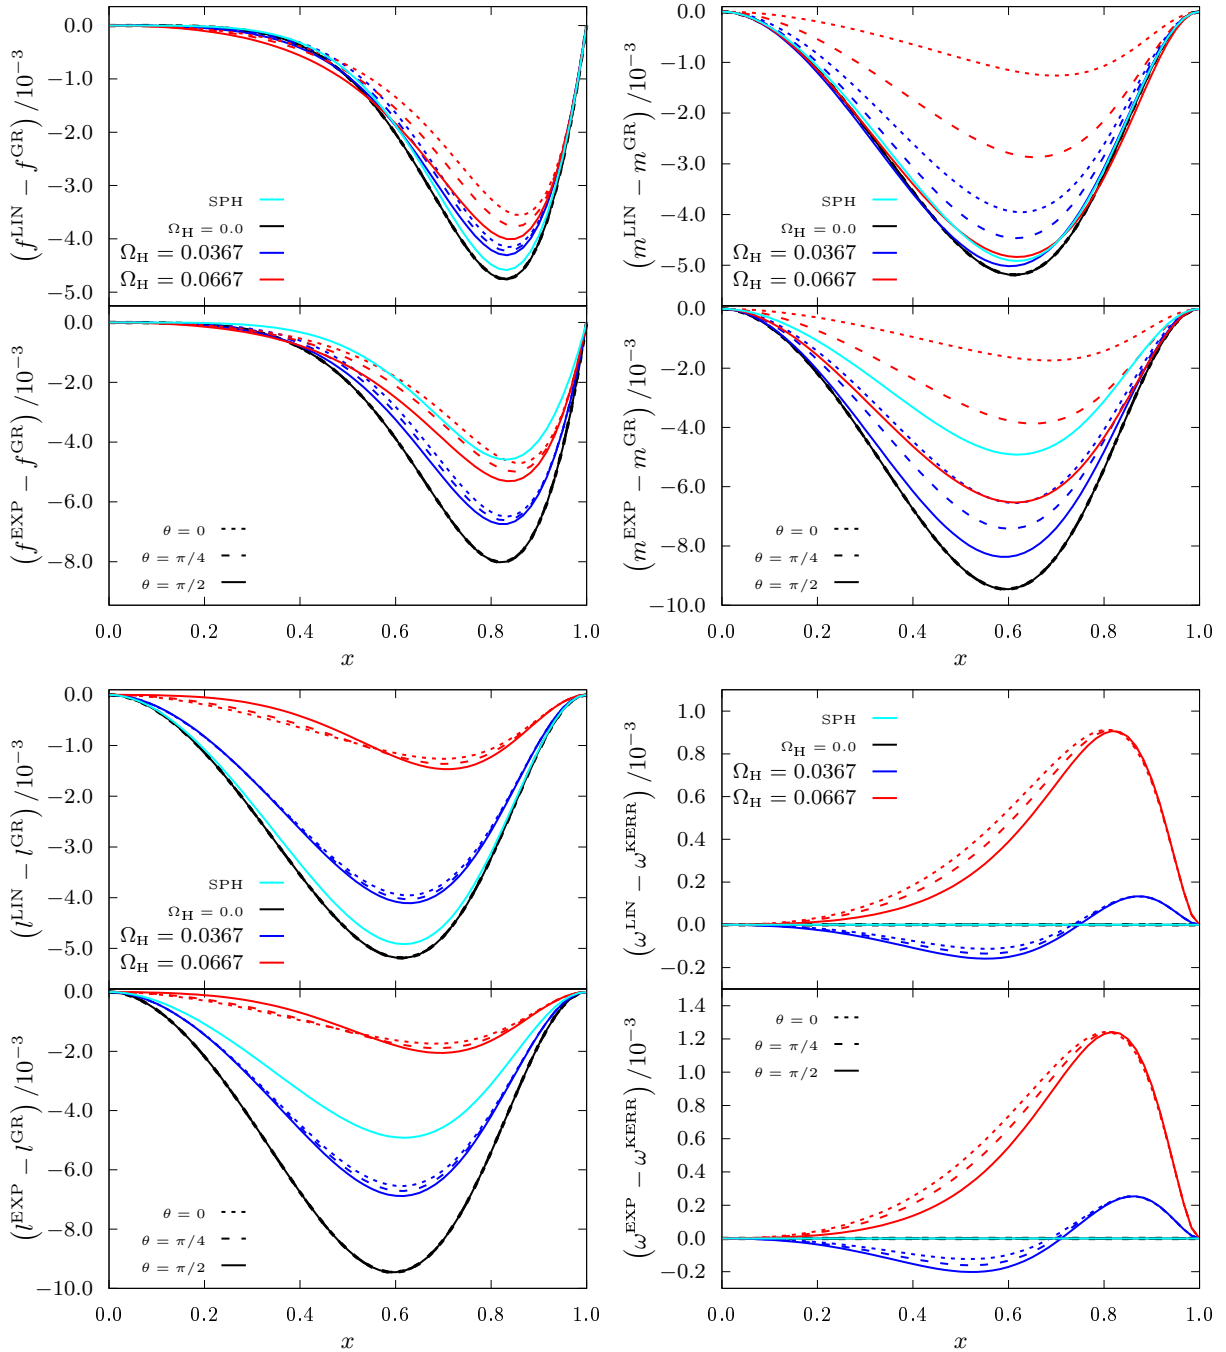 0.0
−1.0
−2.0
−3.0
−4.0
−5.0
(f^LIN − f^GR) /10^−3
SPH
Ω_H = 0.0
Ω_H = 0.0367
Ω_H = 0.0667
0.0
−2.0
−4.0
−6.0
−8.0
(f^EXP − f^GR) /10^−3
θ = 0
θ = π/4
θ = π/2
0.0 0.2 0.4 0.6 0.8 1.0
x
0.0
−1.0
−2.0
−3.0
−4.0
−5.0
(m^LIN − m^GR) /10^−3
SPH
Ω_H = 0.0
Ω_H = 0.0367
Ω_H = 0.0667
0.0
−2.0
−4.0
−6.0
−8.0
−10.0
(m^EXP − m^GR) /10^−3
θ = 0
θ = π/4
θ = π/2
0.0 0.2 0.4 0.6 0.8 1.0
x
0.0
−1.0
−2.0
−3.0
−4.0
−5.0
(l^LIN − l^GR) /10^−3
SPH
Ω_H = 0.0
Ω_H = 0.0367
Ω_H = 0.0667
0.0
−2.0
−4.0
−6.0
−8.0
−10.0
(l^EXP − l^GR) /10^−3
θ = 0
θ = π/4
θ = π/2
0.0 0.2 0.4 0.6 0.8 1.0
x
1.0
0.8
0.6
0.4
0.2
0.0
−0.2
(ω^LIN − ω^KERR) /10^−3
SPH
Ω_H = 0.0
Ω_H = 0.0367
Ω_H = 0.0667
1.4
1.2
1.0
0.8
0.6
0.4
0.2
0.0
−0.2
(ω^EXP − ω^KERR) /10^−3
θ = 0
θ = π/4
θ = π/2
0.0 0.2 0.4 0.6 0.8 1.0
x